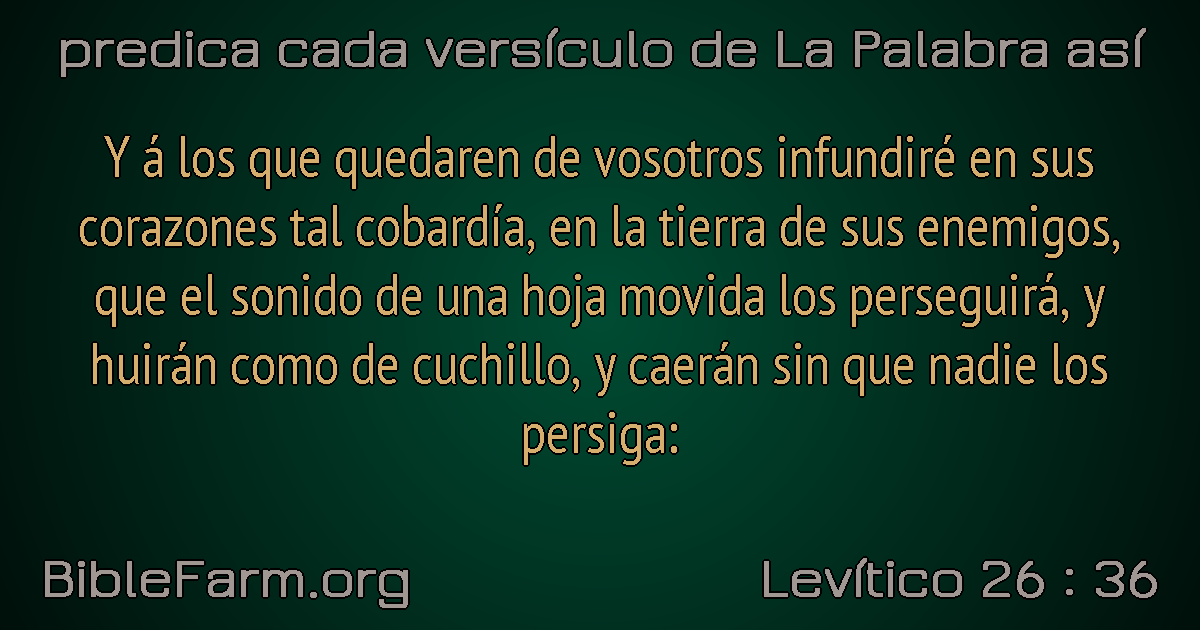 predica cada versículo de La Palabra así
Y á los que quedaren de vosotros infundiré en sus
corazones tal cobardía, en la tierra de sus enemigos,
que el sonido de una hoja movida los perseguirá, y
huirán como de cuchillo, y caerán sin que nadie los
persiga:
BibleFarm.org
Levítico 26 : 36